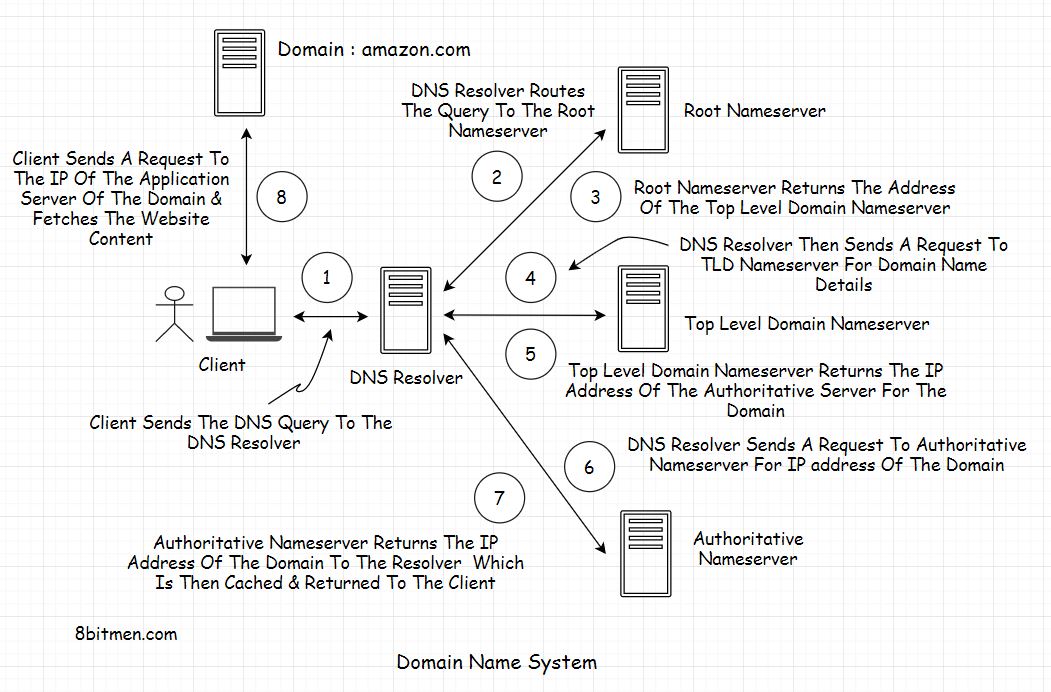 Domain : amazon.com
DNS Resolver Routes
The Query To The Root
Nameserver
Root Nameserver
Client Sends A Request To
The IP Of The Application
Server Of The Domain &
Fetches The Website
Content
8
2
3
Root Nameserver Returns The Address
Of The Top Level Domain Nameserver
DNS Resolver Then Sends A Request To
TLD Nameserver For Domain Name
Details
1
4
Top Level Domain Nameserver
Client
DNS Resolver
5
Top Level Domain Nameserver Returns The IP
Address Of The Authoritative Server For The
Domain
Client Sends The DNS Query To The
DNS Resolver
6
DNS Resolver Sends A Request To Authoritative
Nameserver For IP address Of The Domain
7
Authoritative Nameserver Returns The IP
Address Of The Domain To The Resolver Which
Is Then Cached & Returned To The Client
Authoritative
Nameserver
8bitmen.com
Domain Name System